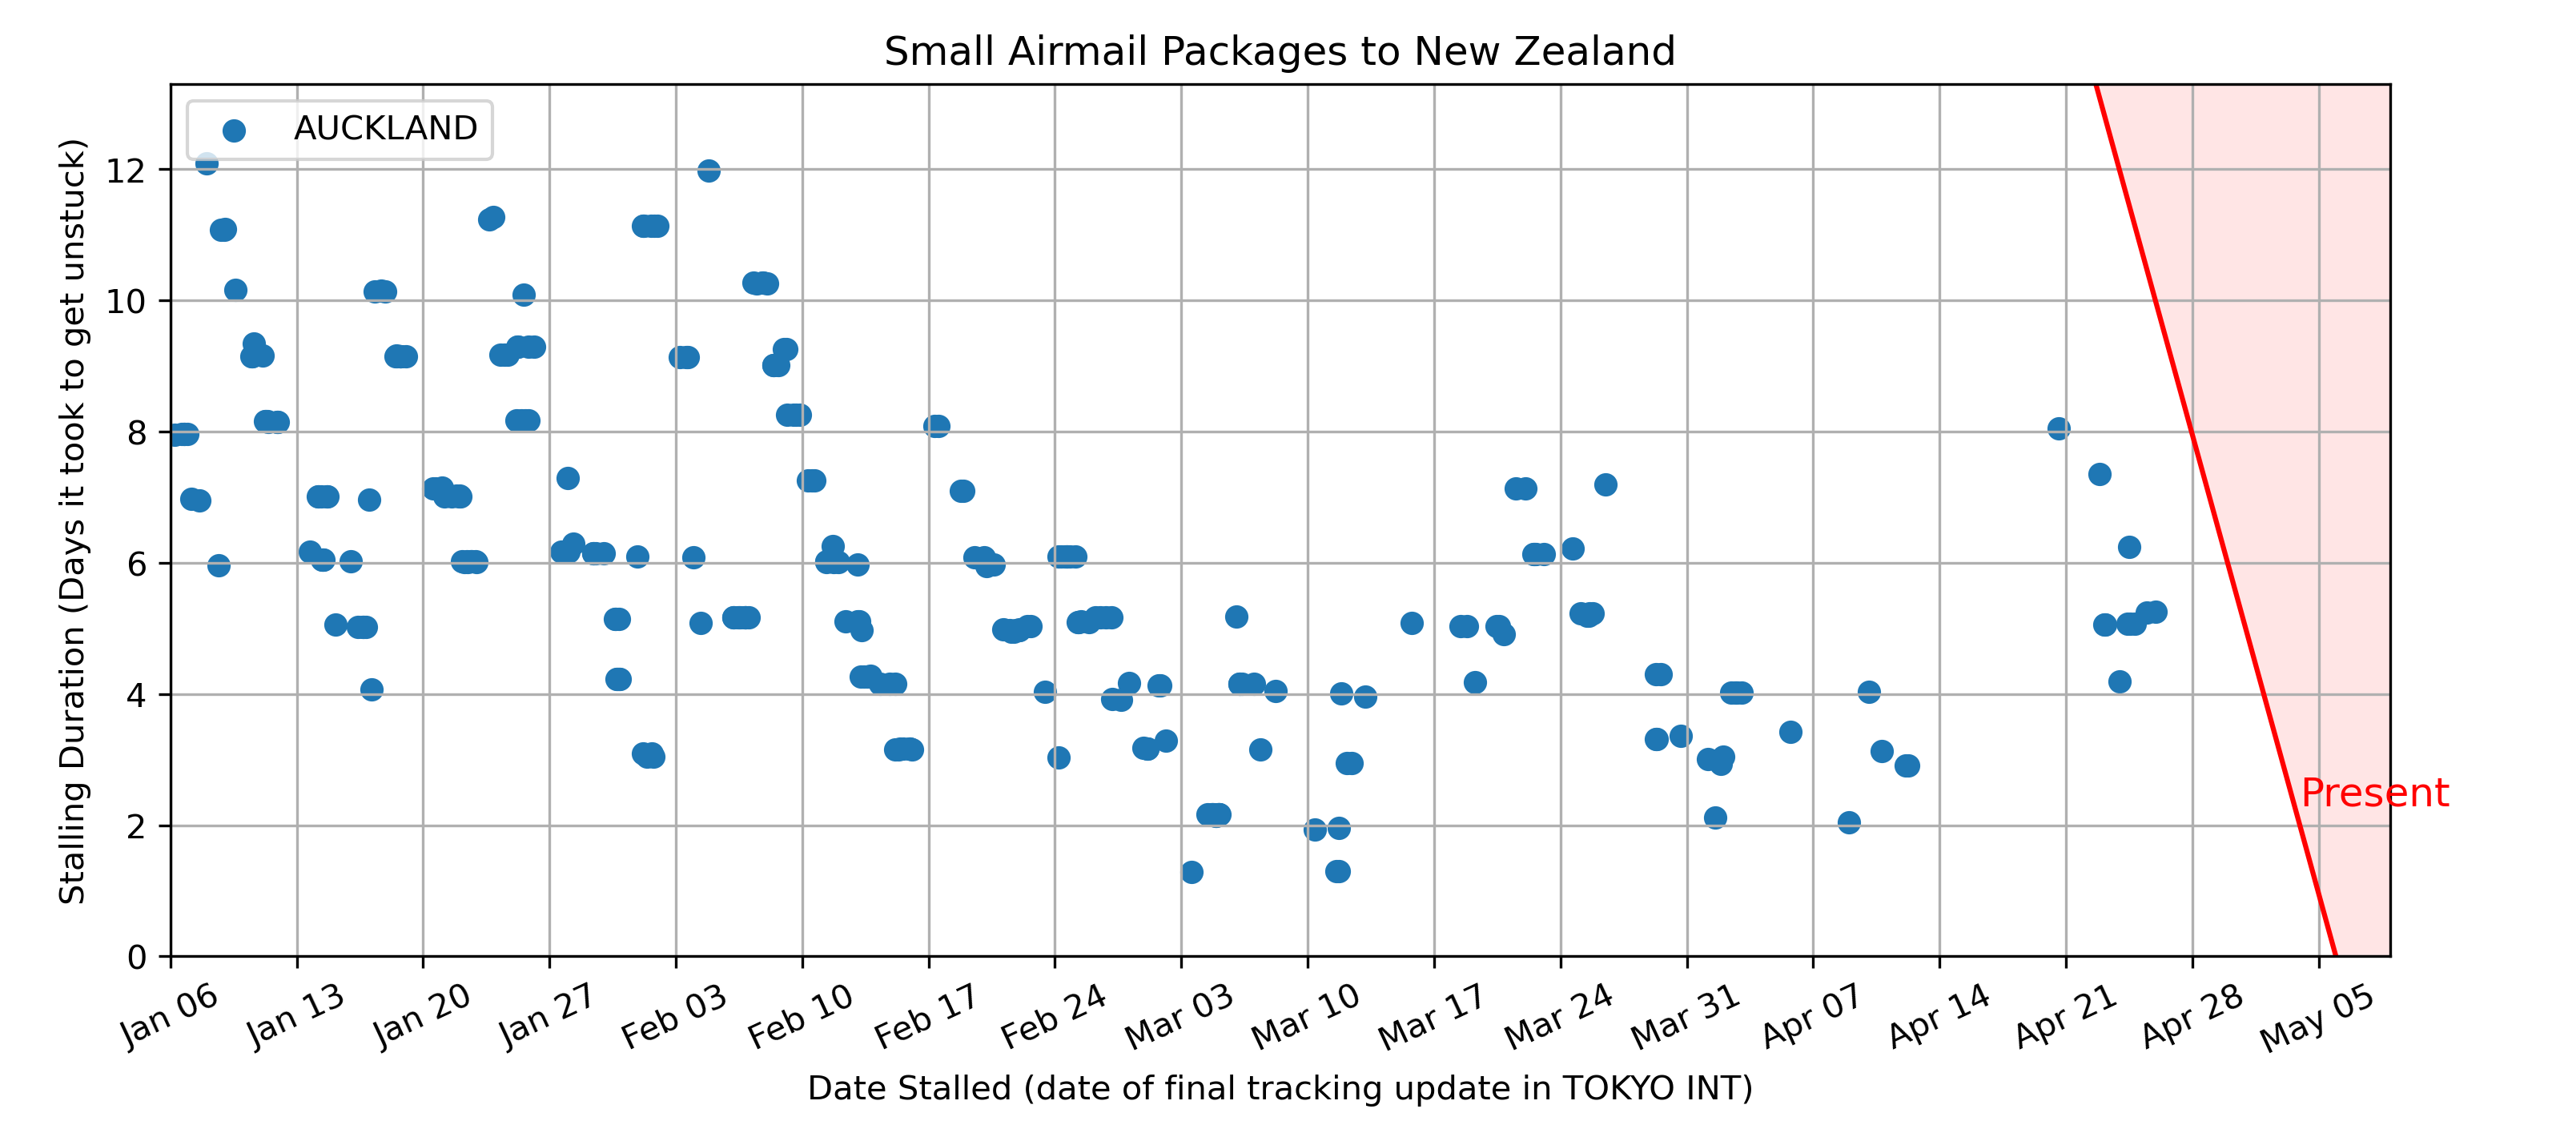 Small Airmail Packages to New Zealand
AUCKLAND
Stalling Duration (Days it took to get unstuck)
12
10
8
6
4
2
0
Present
Jan 06 Jan 13 Jan 20 Jan 27 Feb 03 Feb 10 Feb 17 Feb 24 Mar 03 Mar 10 Mar 17 Mar 24 Mar 31 Apr 07 Apr 14 Apr 21 Apr 28 May 05
Date Stalled (date of final tracking update in TOKYO INT)